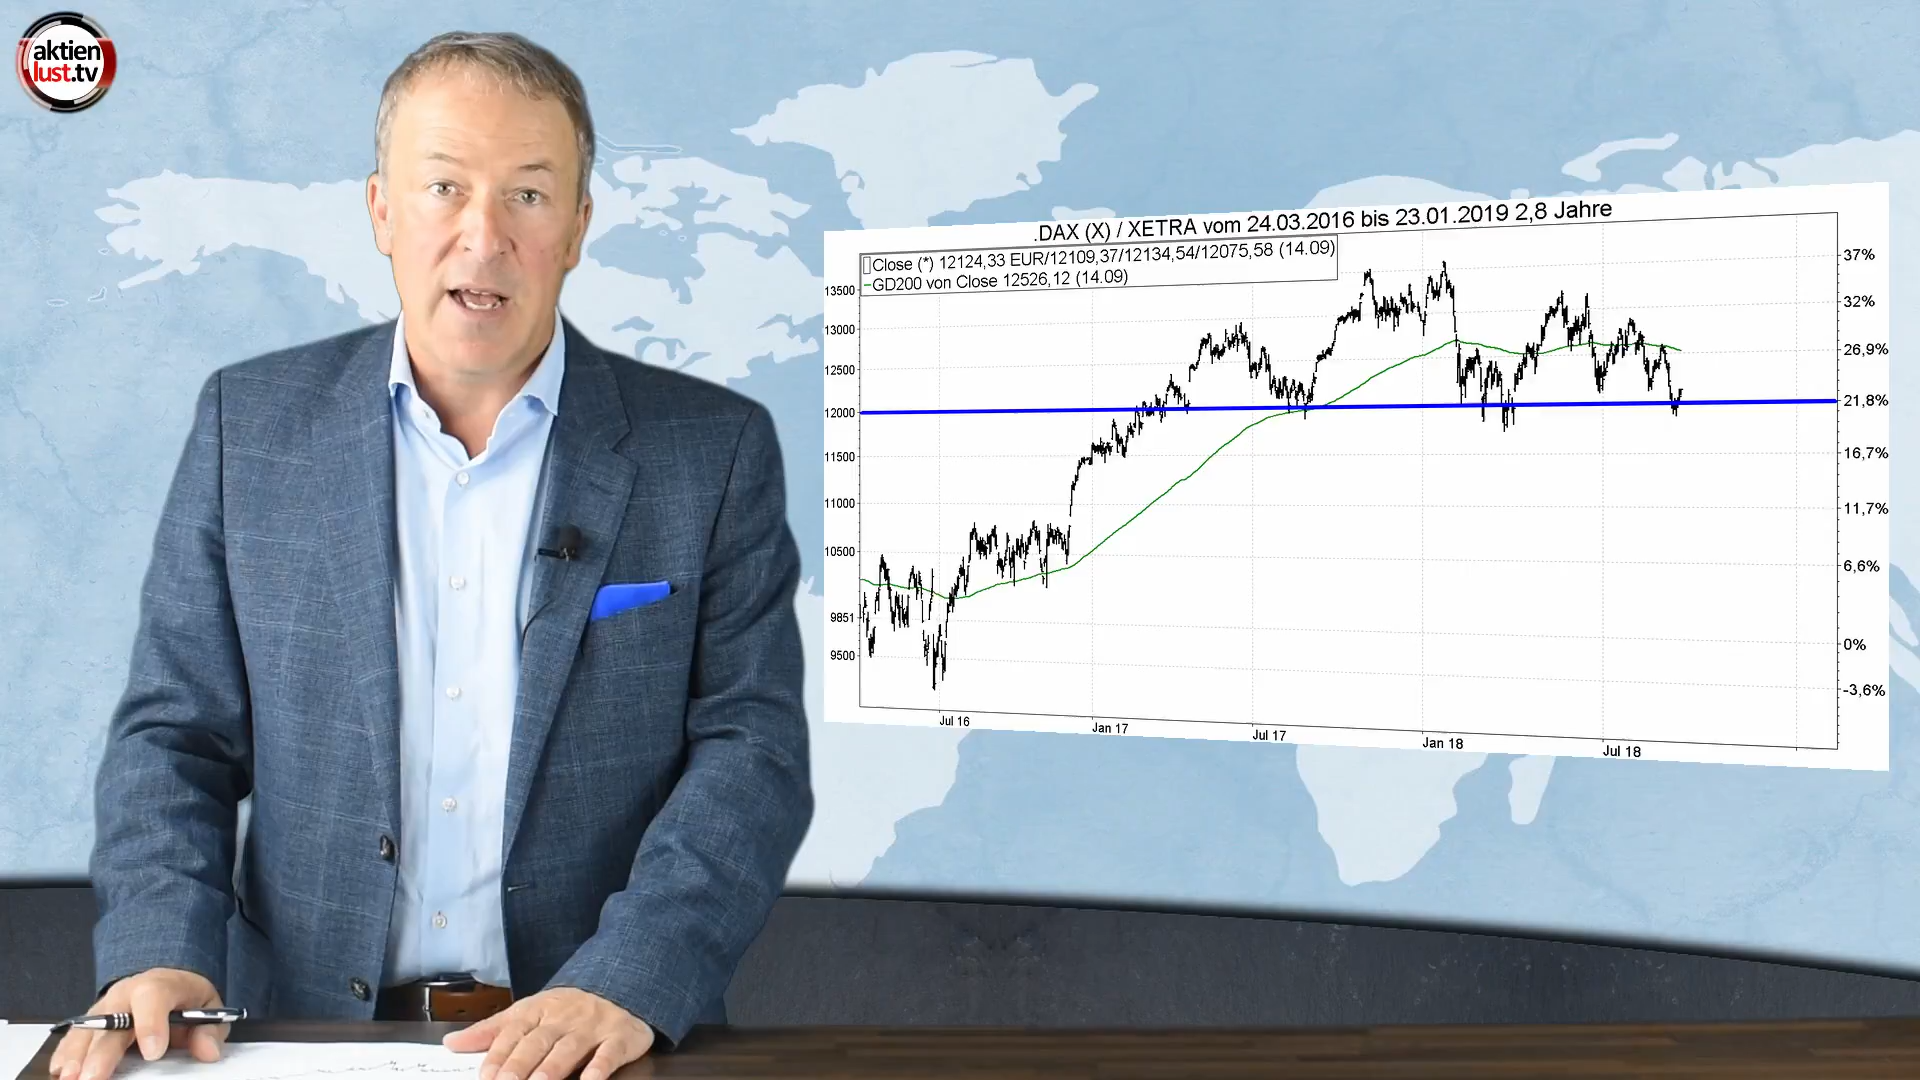 aktien
lust.tv
.DAX (X) / XETRA vom 24.03.2016 bis 23.01.2019 2,8 Jahre
Close (*) 12124,33 EUR/12109,37/12134,54/12075,58 (14.09)
GD200 von Close 12526,12 (14.09)
13500
13000
12500
12000
11500
11000
10500
9851
9500
37%
32%
26,9%
21,8%
16,7%
11,7%
6,6%
0%
-3,6%
Jul 16
Jan 17
Jul 17
Jan 18
Jul 18